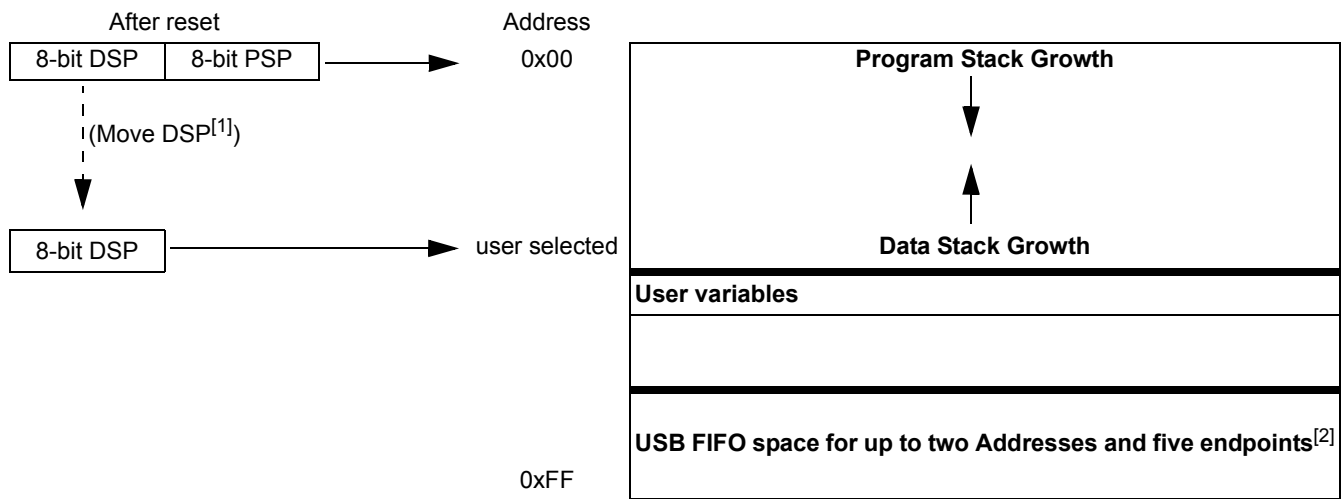 After reset
Address
8-bit DSP 8-bit PSP 0x00 Program Stack Growth
(Move DSP[1])
8-bit DSP user selected Data Stack Growth
User variables
USB FIFO space for up to two Addresses and five endpoints[2]
0xFF